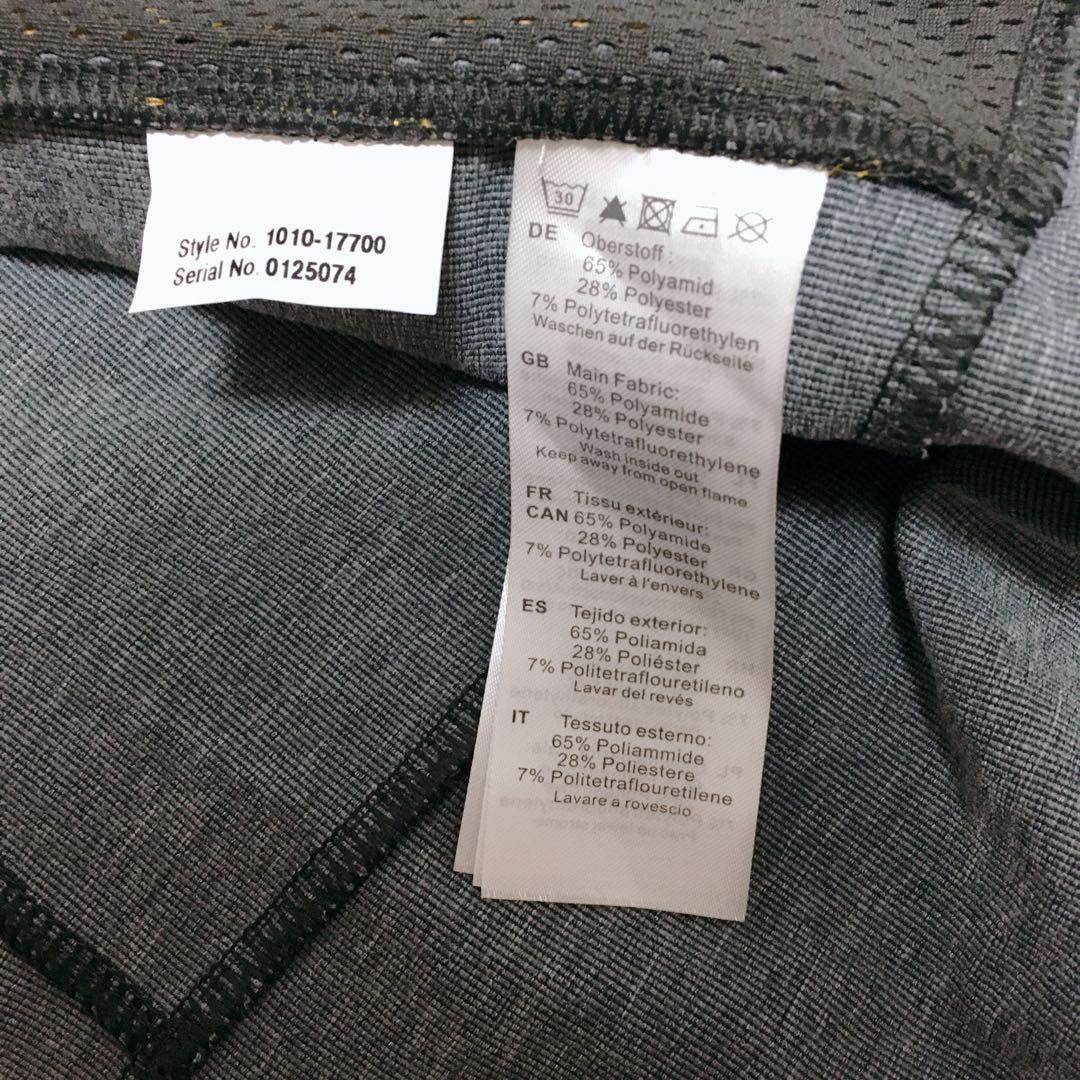 Style No. 1010-17700
Serial No. 0125074
30
DE Oberstoff :
65% Polyamid
28% Polyester
7% Polytetrafluorethylen
Waschen auf der Rückseite
GB Main Fabric:
65% Polyamide
28% Polyester
7% Polytetrafluorethylene
Wash inside out
Keep away from open flame
FR Tissu extérieur:
CAN 65% Polyamide
28% Polyester
7% Polytetrafluorethylene
Laver à l'envers
ES Tejido exterior:
65% Poliamida
28% Poliéster
7% Politetraflouretileno
Lavar del revés
IT Tessuto esterno:
65% Poliammide
28% Poliestere
7% Politetraflouretilene
Lavare a rovescio